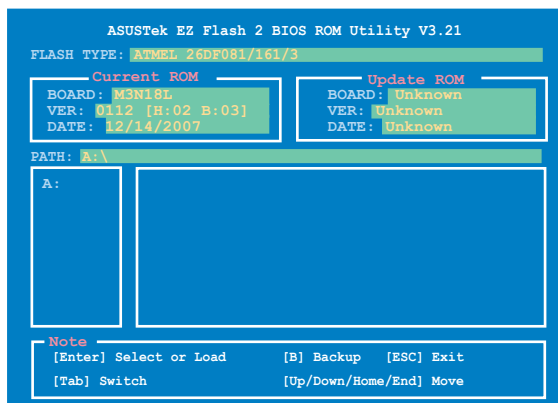 ASUSTek EZ Flash 2 BIOS ROM Utility V3.21
FLASH TYPE: ATMEL 26DF081/161/3
Current ROM
BOARD: M3N18L
VER: 0112 [H:02 B:03]
DATE: 12/14/2007
Update ROM
BOARD: Unknown
VER: Unknown
DATE: Unknown
PATH: A:\
A:
Note
[Enter] Select or Load [B] Backup [ESC] Exit
[Tab] Switch [Up/Down/Home/End] Move